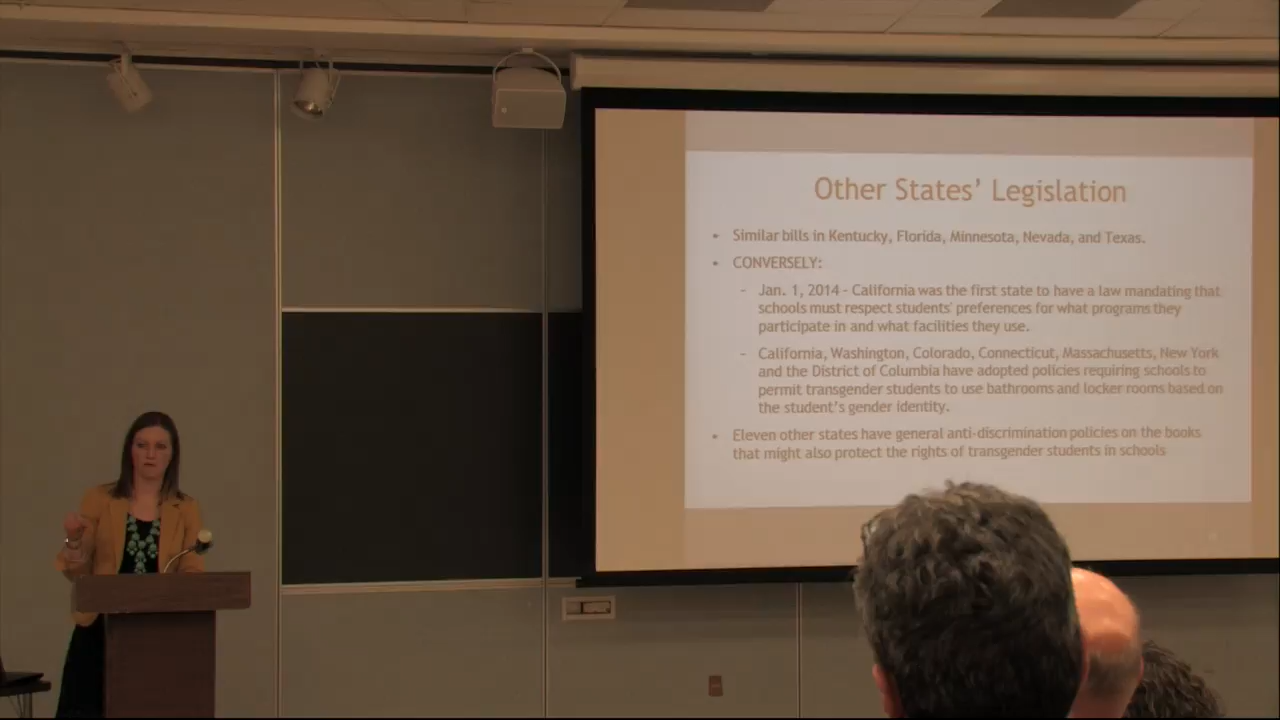 Other States' Legislation
• Similar bills in Kentucky, Florida, Minnesota, Nevada, and Texas.
• CONVERSELY:
– Jan. 1, 2014 - California was the first state to have a law mandating that
schools must respect students' preferences for what programs they
participate in and what facilities they use.
– California, Washington, Colorado, Connecticut, Massachusetts, New York
and the District of Columbia have adopted policies requiring schools to
permit transgender students to use bathrooms and locker rooms based on
the student's gender identity.
• Eleven other states have general anti-discrimination policies on the books
that might also protect the rights of transgender students in schools